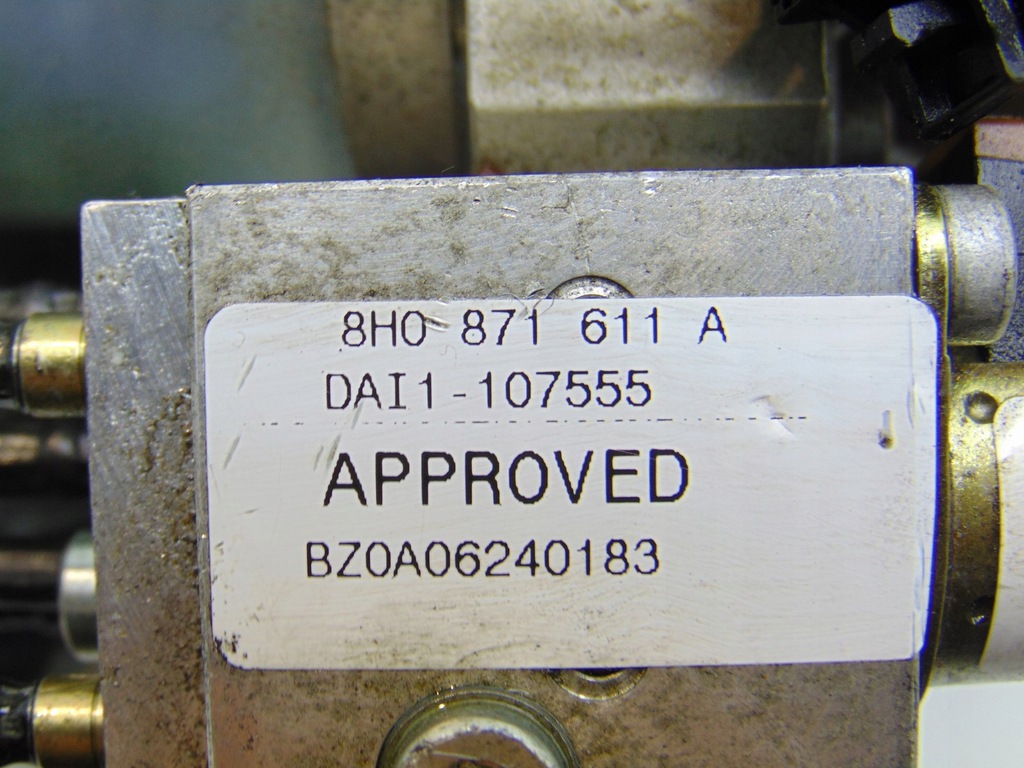 8H0 871 611 A
DAI1-107555
APPROVED
BZ0A06240183